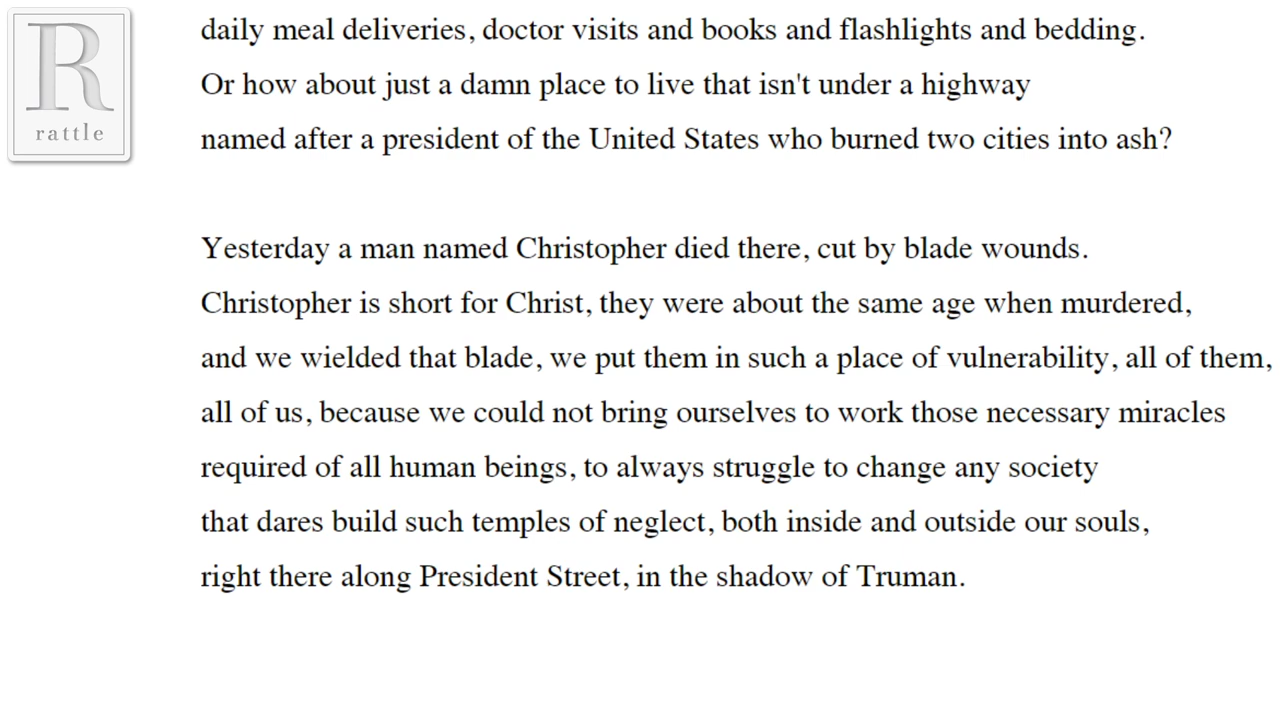 R
rattle
daily meal deliveries, doctor visits and books and flashlights and bedding.
Or how about just a damn place to live that isn't under a highway
named after a president of the United States who burned two cities into ash?
Yesterday a man named Christopher died there, cut by blade wounds.
Christopher is short for Christ, they were about the same age when murdered,
and we wielded that blade, we put them in such a place of vulnerability, all of them,
all of us, because we could not bring ourselves to work those necessary miracles
required of all human beings, to always struggle to change any society
that dares build such temples of neglect, both inside and outside our souls,
right there along President Street, in the shadow of Truman.